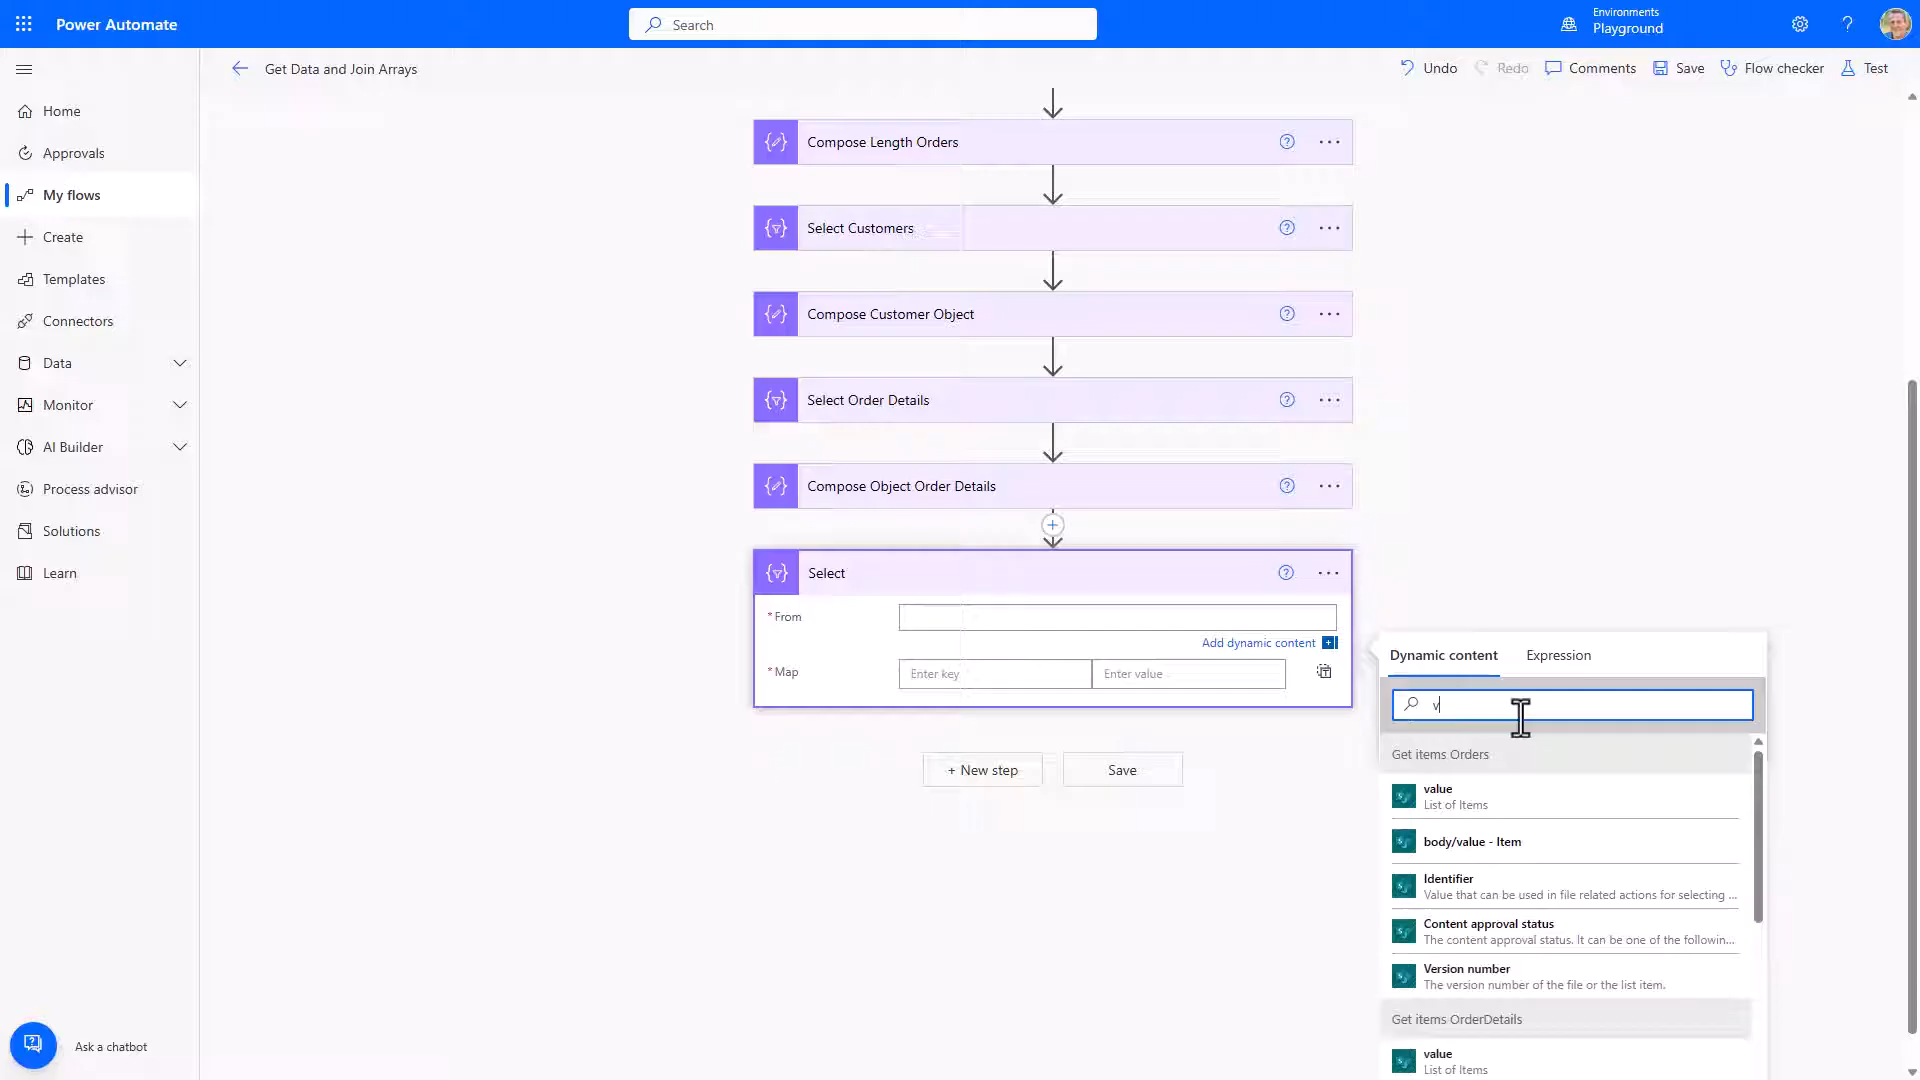 Power Automate
Search
Environments
Playground
Get Data and Join Arrays
Undo
Redo
Comments
Save
Flow checker
Test
Home
Approvals
My flows
Create
Templates
Connectors
Data
Monitor
AI Builder
Process advisor
Solutions
Learn
Ask a chatbot
Compose Length Orders
Select Customers
Compose Customer Object
Select Order Details
Compose Object Order Details
Select
* From
Add dynamic content
* Map
Enter key
Enter value
+ New step
Save
Dynamic content
Expression
v
Get items Orders
value
List of Items
body/value - Item
Identifier
Value that can be used in file related actions for selecting ...
Content approval status
The content approval status. It can be one of the followin...
Version number
The version number of the file or the list item.
Get items OrderDetails
value
List of Items